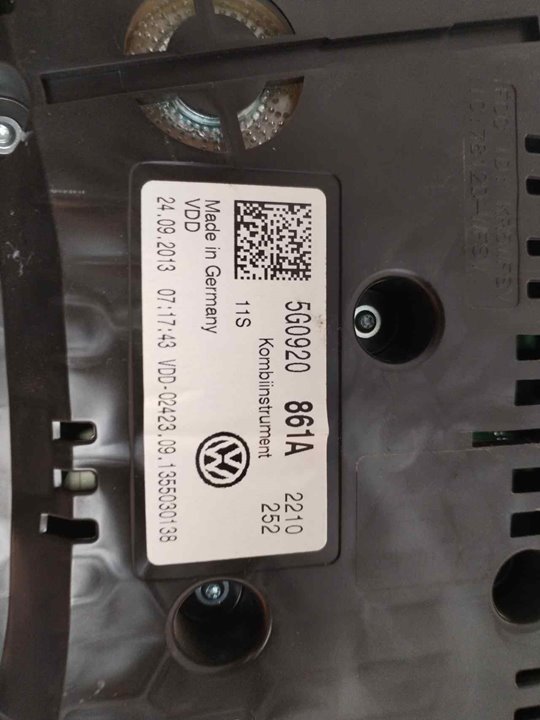 5G0920 861A 2210
11S Kombiinstrument 252
Made in Germany
VDD
24.09.2013 07:17:43 VDD-02423.09.1355030138